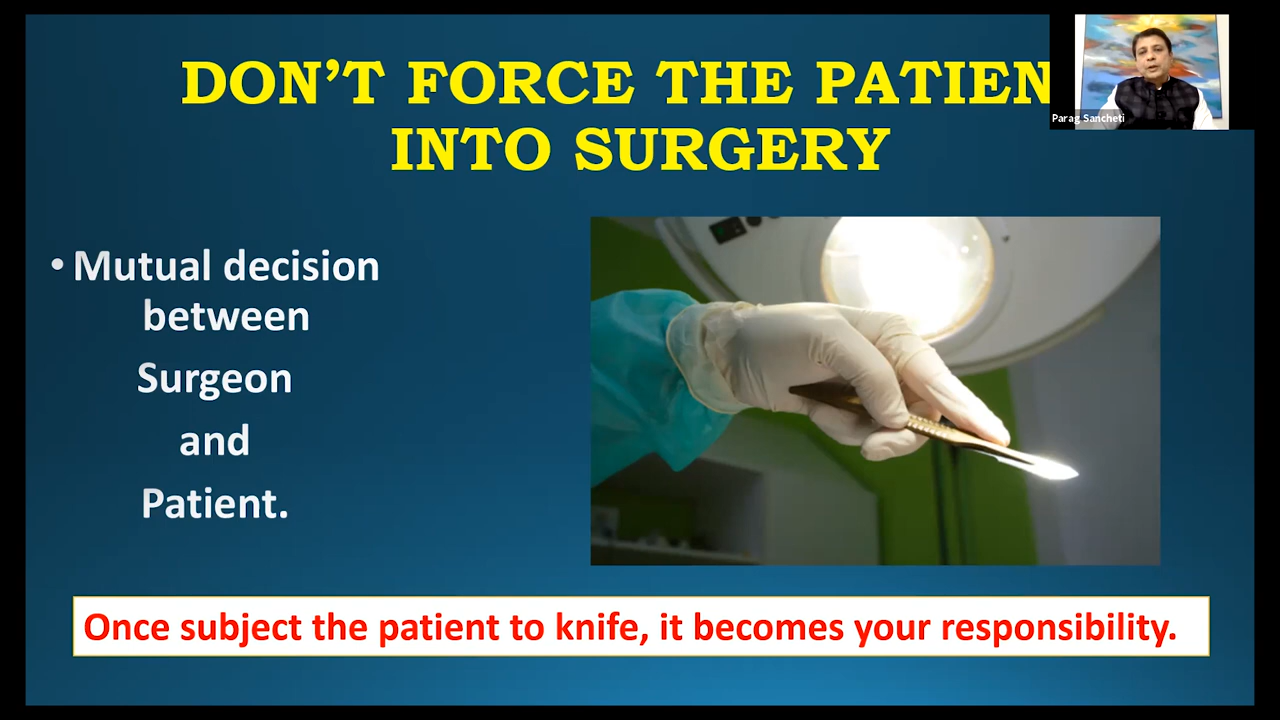 DON'T FORCE THE PATIEN
INTO SURGERY
Parag Sancheti
• Mutual decision
between
Surgeon
and
Patient.
Once subject the patient to knife, it becomes your responsibility.